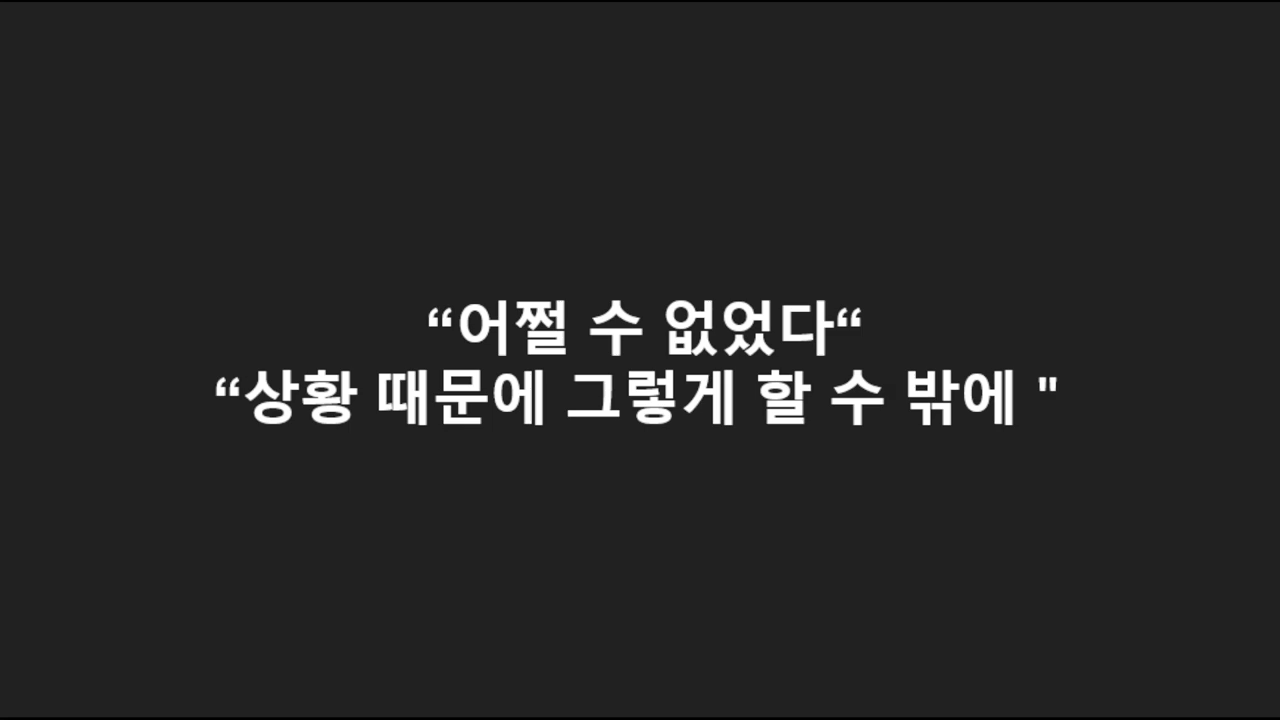 “어쩔 수 없었다“
“상황 때문에 그렇게 할 수 밖에 "